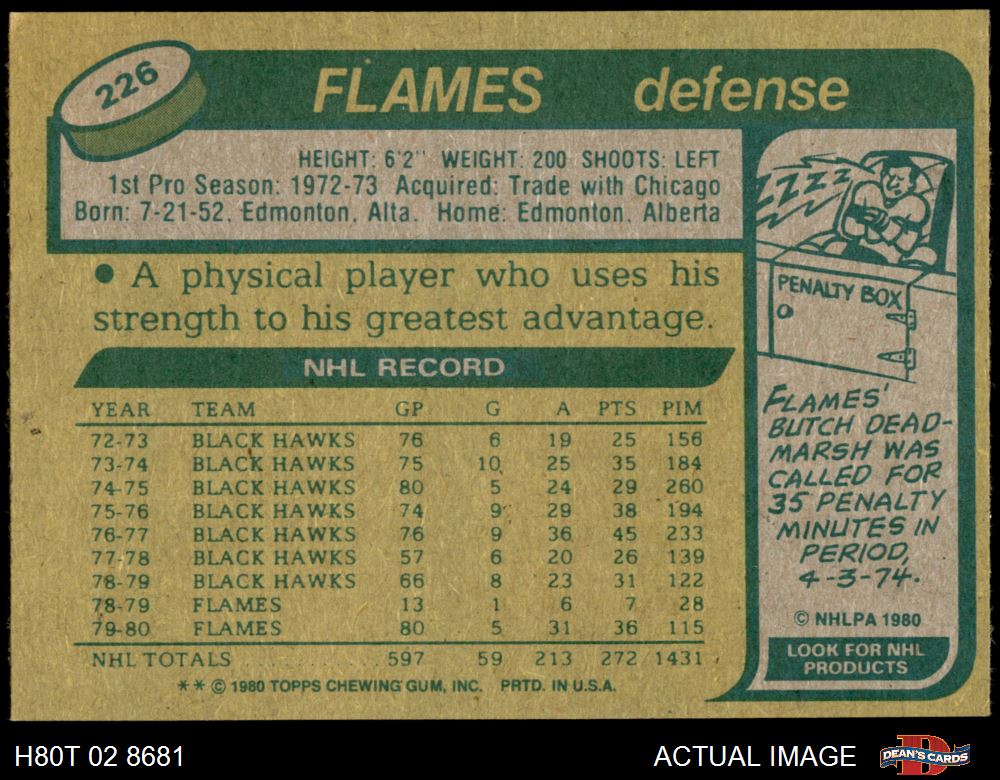 226
FLAMES defense
HEIGHT: 6'2" WEIGHT: 200 SHOOTS: LEFT
1st Pro Season: 1972-73 Acquired: Trade with Chicago
Born: 7-21-52. Edmonton, Alta. Home: Edmonton, Alberta
• A physical player who uses his
strength to his greatest advantage.
NHL RECORD
YEAR TEAM GP G A PTS PIM
72-73 BLACK HAWKS 76 6 19 25 156
73-74 BLACK HAWKS 75 10 25 35 184
74-75 BLACK HAWKS 80 5 24 29 260
75-76 BLACK HAWKS 74 9 29 38 194
76-77 BLACK HAWKS 76 9 36 45 233
77-78 BLACK HAWKS 57 6 20 26 139
78-79 BLACK HAWKS 66 8 23 31 122
78-79 FLAMES 13 1 6 7 28
79-80 FLAMES 80 5 31 36 115
NHL TOTALS .......... 597 59 213 272 1431
** © 1980 TOPPS CHEWING GUM, INC. PRTD. IN U.S.A.
ZZZZZ
PENALTY BOX
FLAMES'
BUTCH DEAD-
MARSH WAS
CALLED FOR
35 PENALTY
MINUTES IN
PERIOD,
4-3-74.
© NHLPA 1980
LOOK FOR NHL
PRODUCTS
H80T 02 8681
ACTUAL IMAGE
D
DEAN'S CARDS